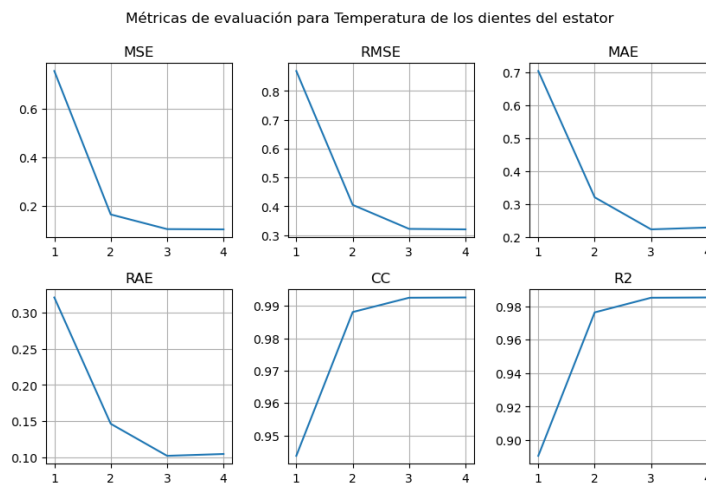 Métricas de evaluación para Temperatura de los dientes del estator
MSE
0.6
0.4
0.2
1 2 3 4
RMSE
0.8
0.7
0.6
0.5
0.4
0.3
1 2 3 4
MAE
0.7
0.6
0.5
0.4
0.3
0.2
1 2 3 4
RAE
0.30
0.25
0.20
0.15
0.10
1 2 3 4
CC
0.99
0.98
0.97
0.96
0.95
1 2 3 4
R2
0.98
0.96
0.94
0.92
0.90
1 2 3 4